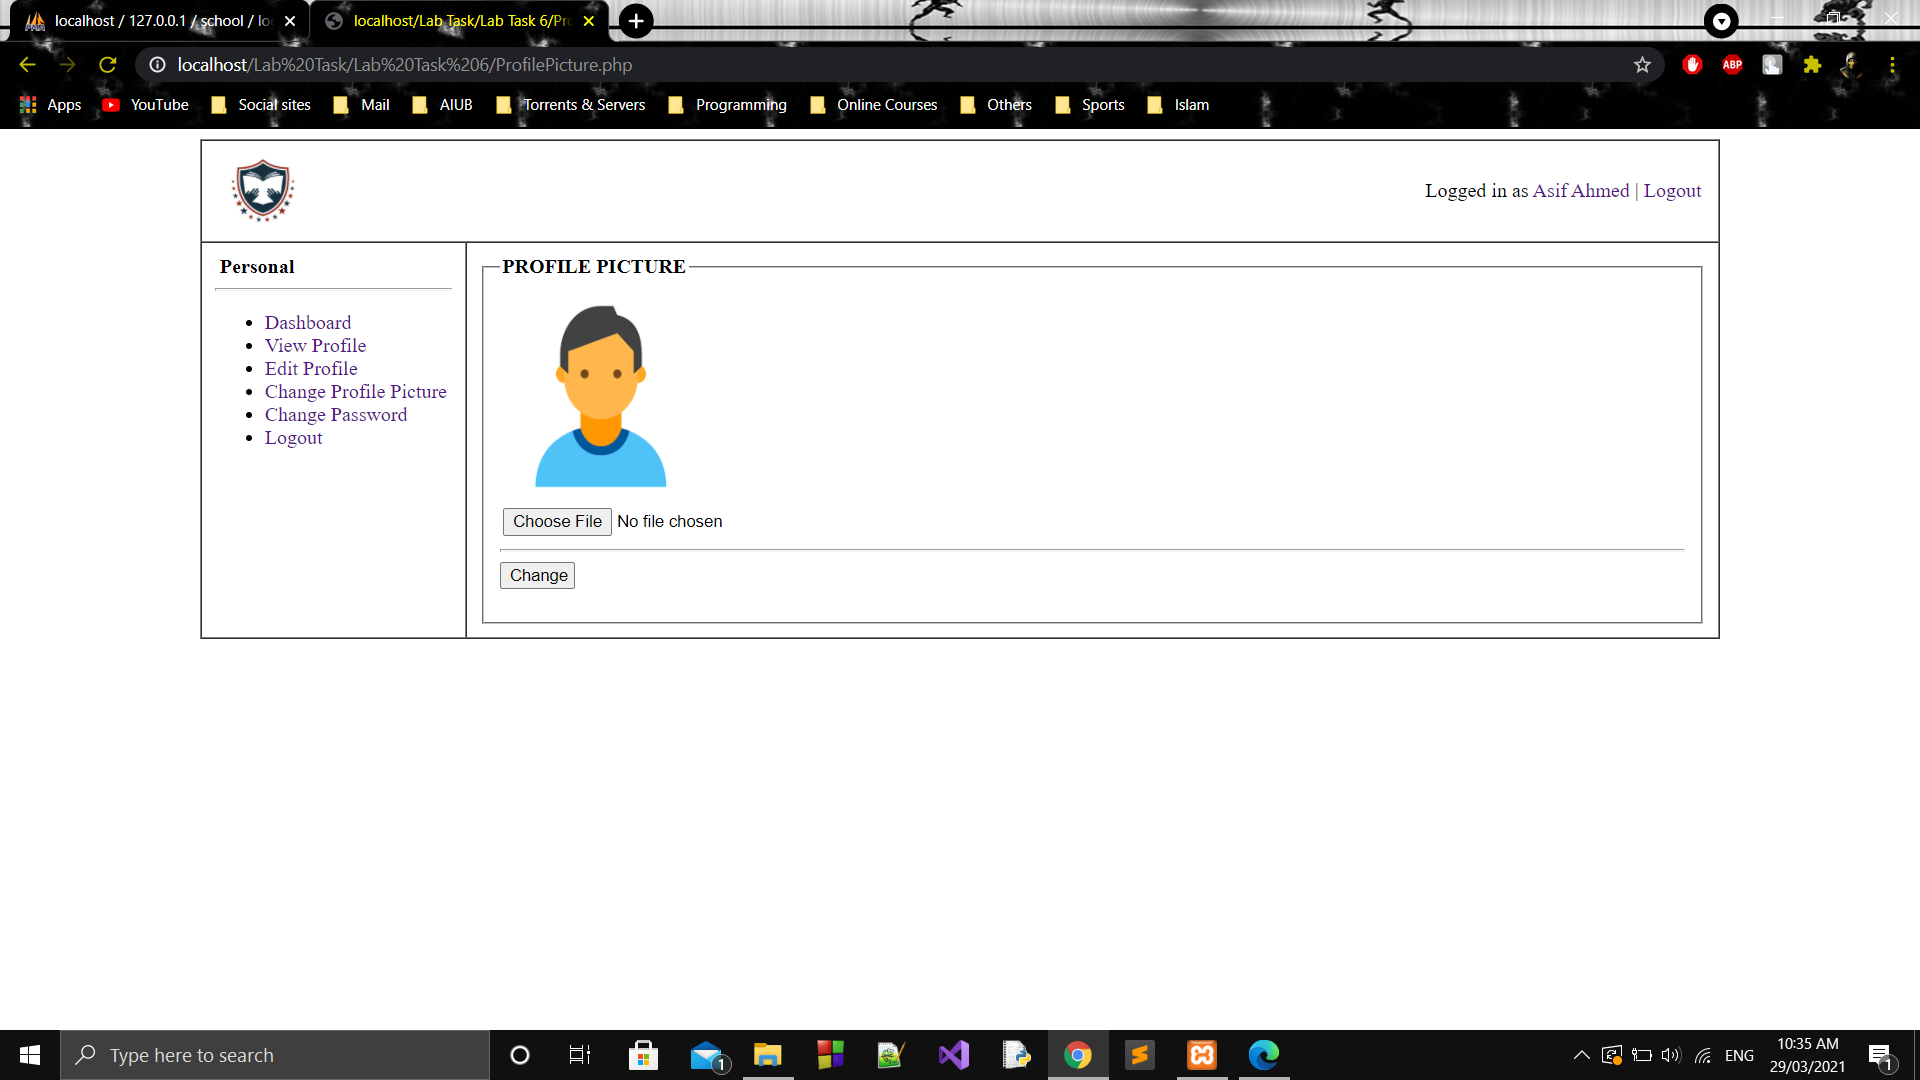 localhost / 127.0.0.1 / school / lo
localhost/Lab Task/Lab Task 6/Pr
localhost/Lab%20Task/Lab%20Task%206/ProfilePicture.php
ABP
Apps YouTube Social sites Mail AIUB Torrents & Servers Programming Online Courses Others Sports Islam
Logged in as Asif Ahmed | Logout
Personal
Dashboard
View Profile
Edit Profile
Change Profile Picture
Change Password
Logout
PROFILE PICTURE
Choose File No file chosen
Change
Type here to search
1
ENG
10:35 AM
29/03/2021
1